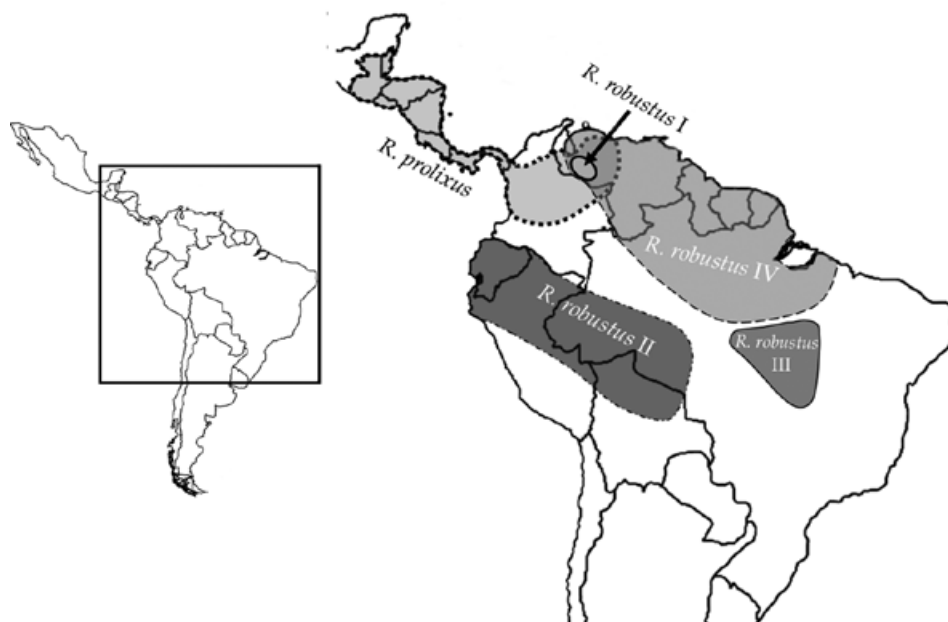 R. robustus I
R. prolixus
R. robustus IV
R. robustus II
R. robustus
III